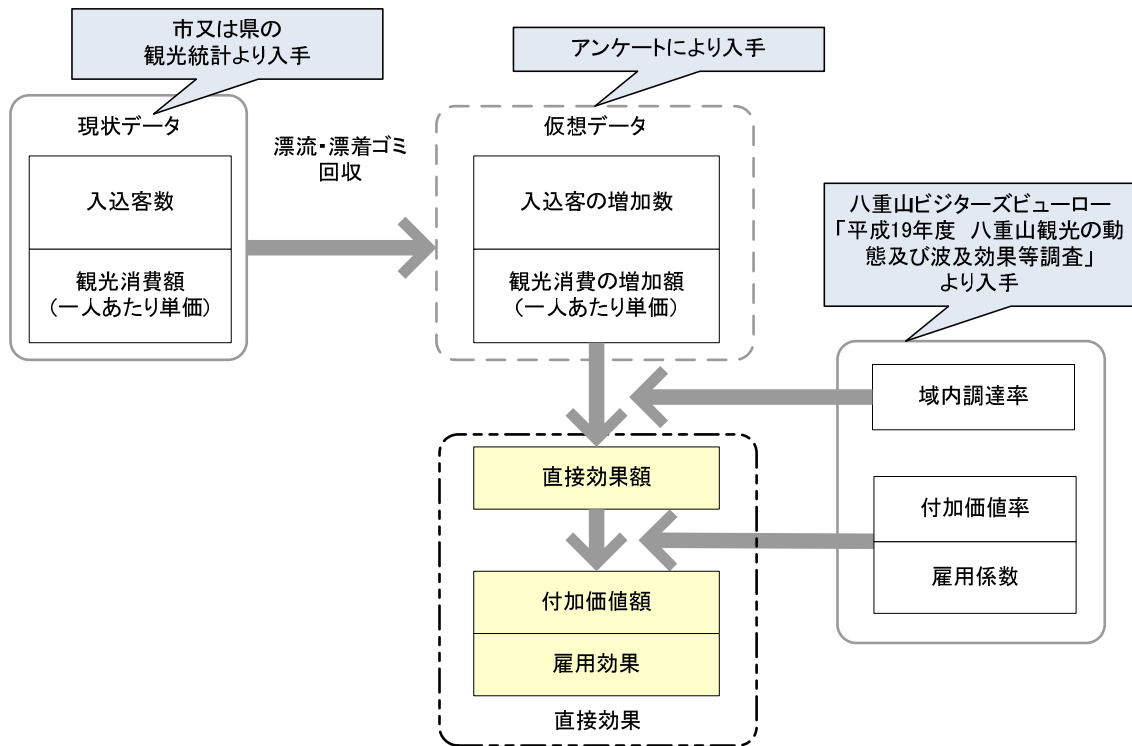 市又は県の
観光統計より入手
アンケートにより入手
現状データ
入込客数
観光消費額
(一人あたり単価)
漂流・漂着ゴミ
回収
仮想データ
入込客の増加数
観光消費の増加額
(一人あたり単価)
八重山ビジターズビューロー
「平成19年度 八重山観光の動
態及び波及効果等調査」
より入手
域内調達率
付加価値率
雇用係数
直接効果額
付加価値額
雇用効果
直接効果